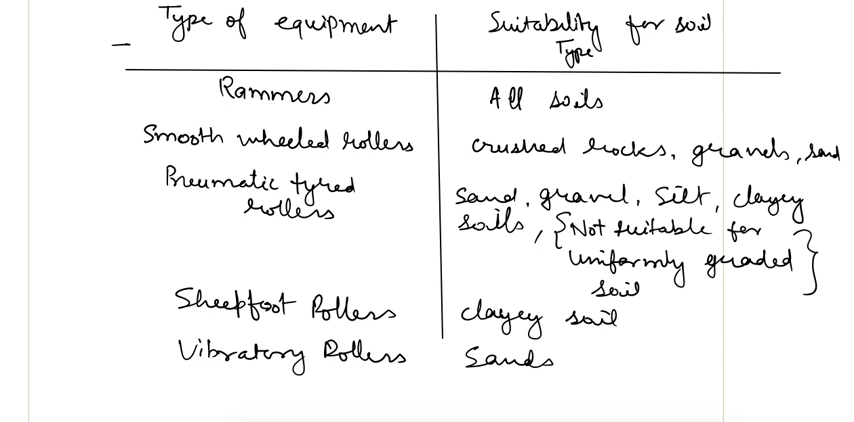 Type of equipment Suitability for soil
Type
Rammers All soils
Smooth wheeled rollers crushed rocks, gravels, sand
Pneumatic tyred sand, gravel, silt, clayey
rollers soils, {Not suitable for
uniformly graded
soil}
Sheepfoot Rollers clayey soil
Vibratory Rollers Sands